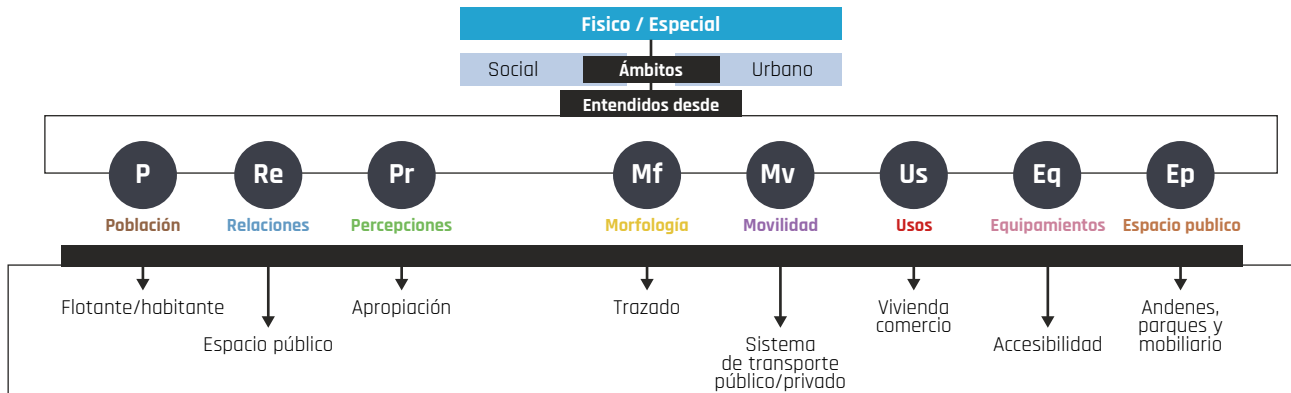 Fisico / Especial
Social
Ámbitos
Urbano
Entendidos desde
P
Re
Pr
Mf
Mv
Us
Eq
Ep
Población
Relaciones
Percepciones
Morfología
Movilidad
Usos
Equipamientos
Espacio publico
Flotante/habitante
Espacio público
Apropiación
Trazado
Sistema
de transporte
público/privado
Vivienda
comercio
Accesibilidad
Andenes,
parques y
mobiliario